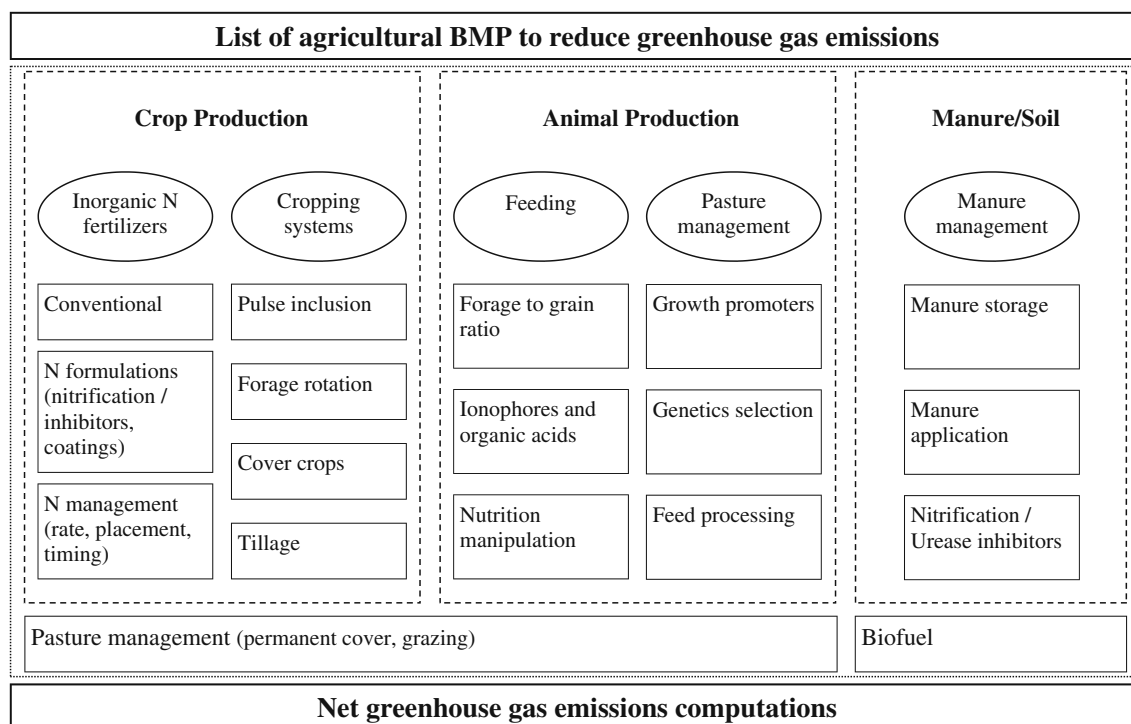 List of agricultural BMP to reduce greenhouse gas emissions
Crop Production
Inorganic N
fertilizers
Cropping
systems
Conventional
N formulations
(nitrification /
inhibitors,
coatings)
N management
(rate, placement,
timing)
Pulse inclusion
Forage rotation
Cover crops
Tillage
Animal Production
Feeding
Pasture
management
Forage to grain
ratio
Ionophores and
organic acids
Nutrition
manipulation
Growth promoters
Genetics selection
Feed processing
Manure/Soil
Manure
management
Manure storage
Manure
application
Nitrification /
Urease inhibitors
Pasture management (permanent cover, grazing)
Biofuel
Net greenhouse gas emissions computations